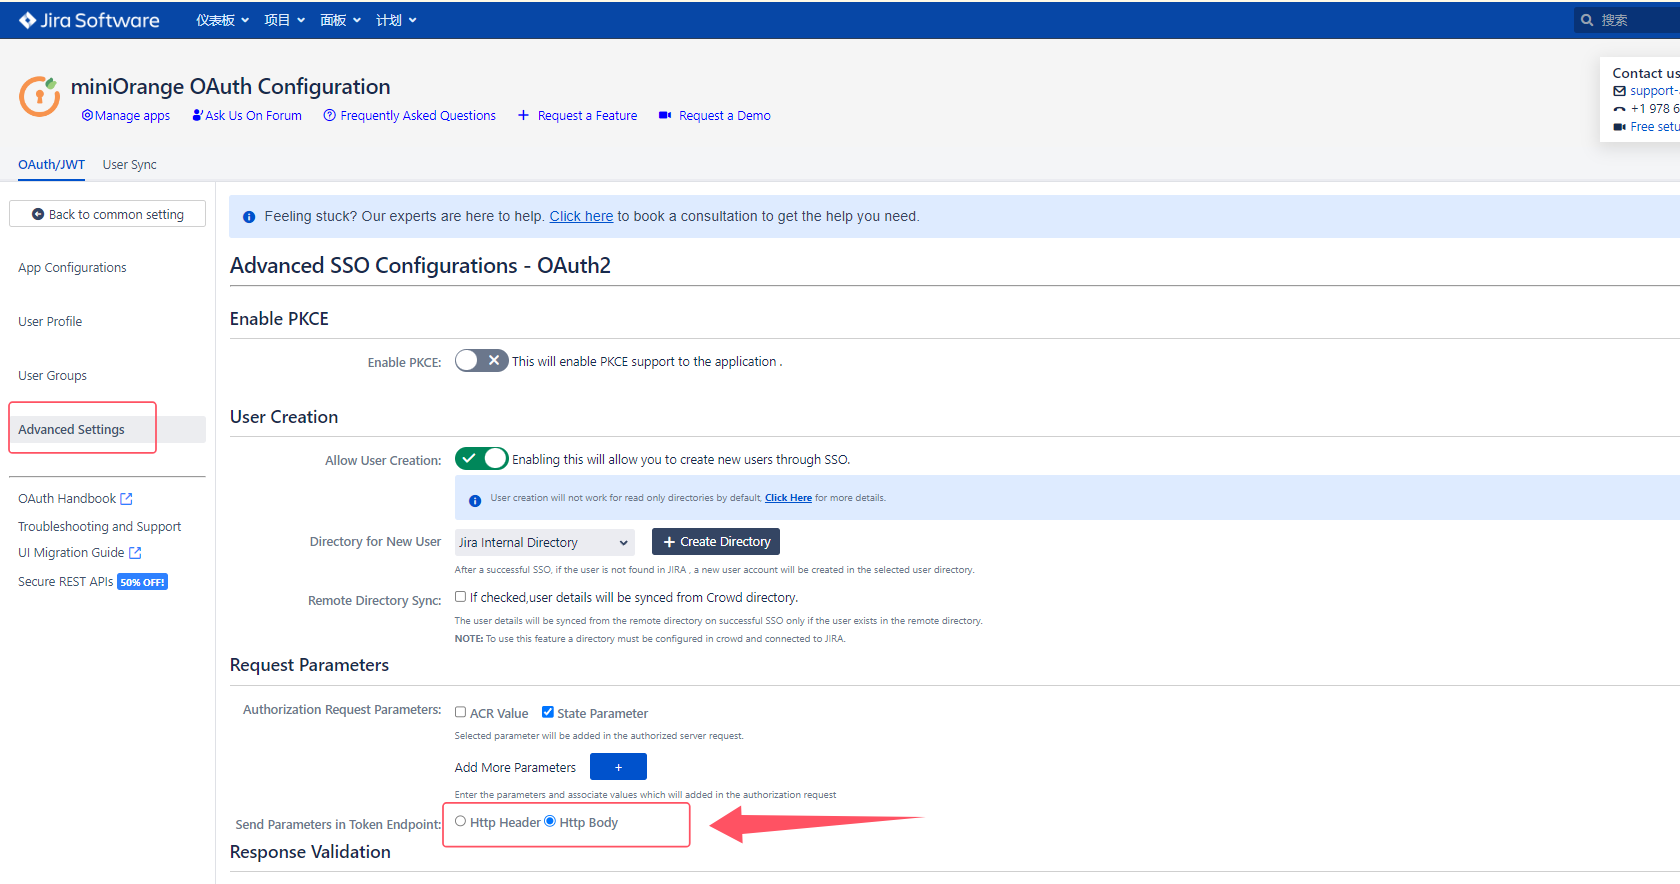 Jira Software 仪表板 项目 面板 计划 搜索
miniOrange OAuth Configuration
Manage apps Ask Us On Forum Frequently Asked Questions + Request a Feature Request a Demo
Contact us
support-
+1 978 6
Free setu
OAuth/JWT User Sync
Back to common setting
App Configurations
User Profile
User Groups
Advanced Settings
OAuth Handbook
Troubleshooting and Support
UI Migration Guide
Secure REST APIs 50% OFF!
Feeling stuck? Our experts are here to help. Click here to book a consultation to get the help you need.
Advanced SSO Configurations - OAuth2
Enable PKCE
Enable PKCE: This will enable PKCE support to the application .
User Creation
Allow User Creation: Enabling this will allow you to create new users through SSO.
User creation will not work for read only directories by default, Click Here for more details.
Directory for New User Jira Internal Directory + Create Directory
After a successful SSO, if the user is not found in JIRA , a new user account will be created in the selected user directory.
Remote Directory Sync: If checked,user details will be synced from Crowd directory.
The user details will be synced from the remote directory on successful SSO only if the user exists in the remote directory.
NOTE: To use this feature a directory must be configured in crowd and connected to JIRA.
Request Parameters
Authorization Request Parameters: ACR Value State Parameter
Selected parameter will be added in the authorized server request.
Add More Parameters +
Enter the parameters and associate values which will added in the authorization request
Send Parameters in Token Endpoint: Http Header Http Body
Response Validation